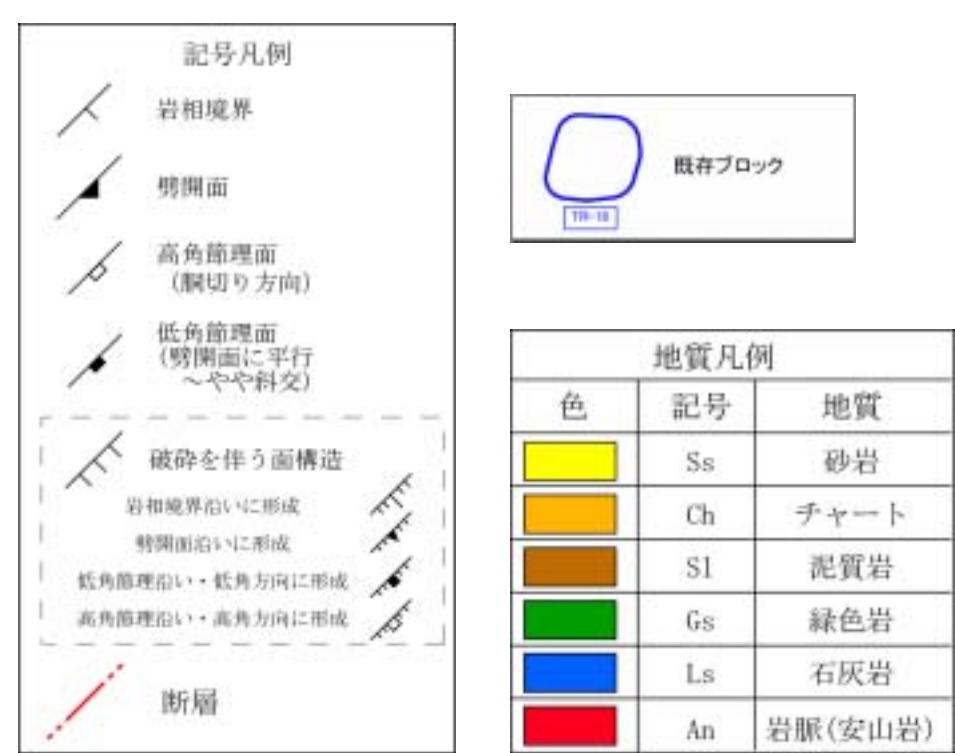 記号凡例
岩相境界
劈開面
高角節理面
(胴切り方向)
低角節理面
(劈開面に平行
～やや斜交)
破砕を伴う面構造
岩相境界沿いに形成
劈開面沿いに形成
低角節理沿い・低角方向に形成
高角節理沿い・高角方向に形成
断層
既存ブロック
TR-18
地質凡例
色 記号 地質
Ss 砂岩
Ch チャート
Sl 泥質岩
Gs 緑色岩
Ls 石灰岩
An 岩脈(安山岩)